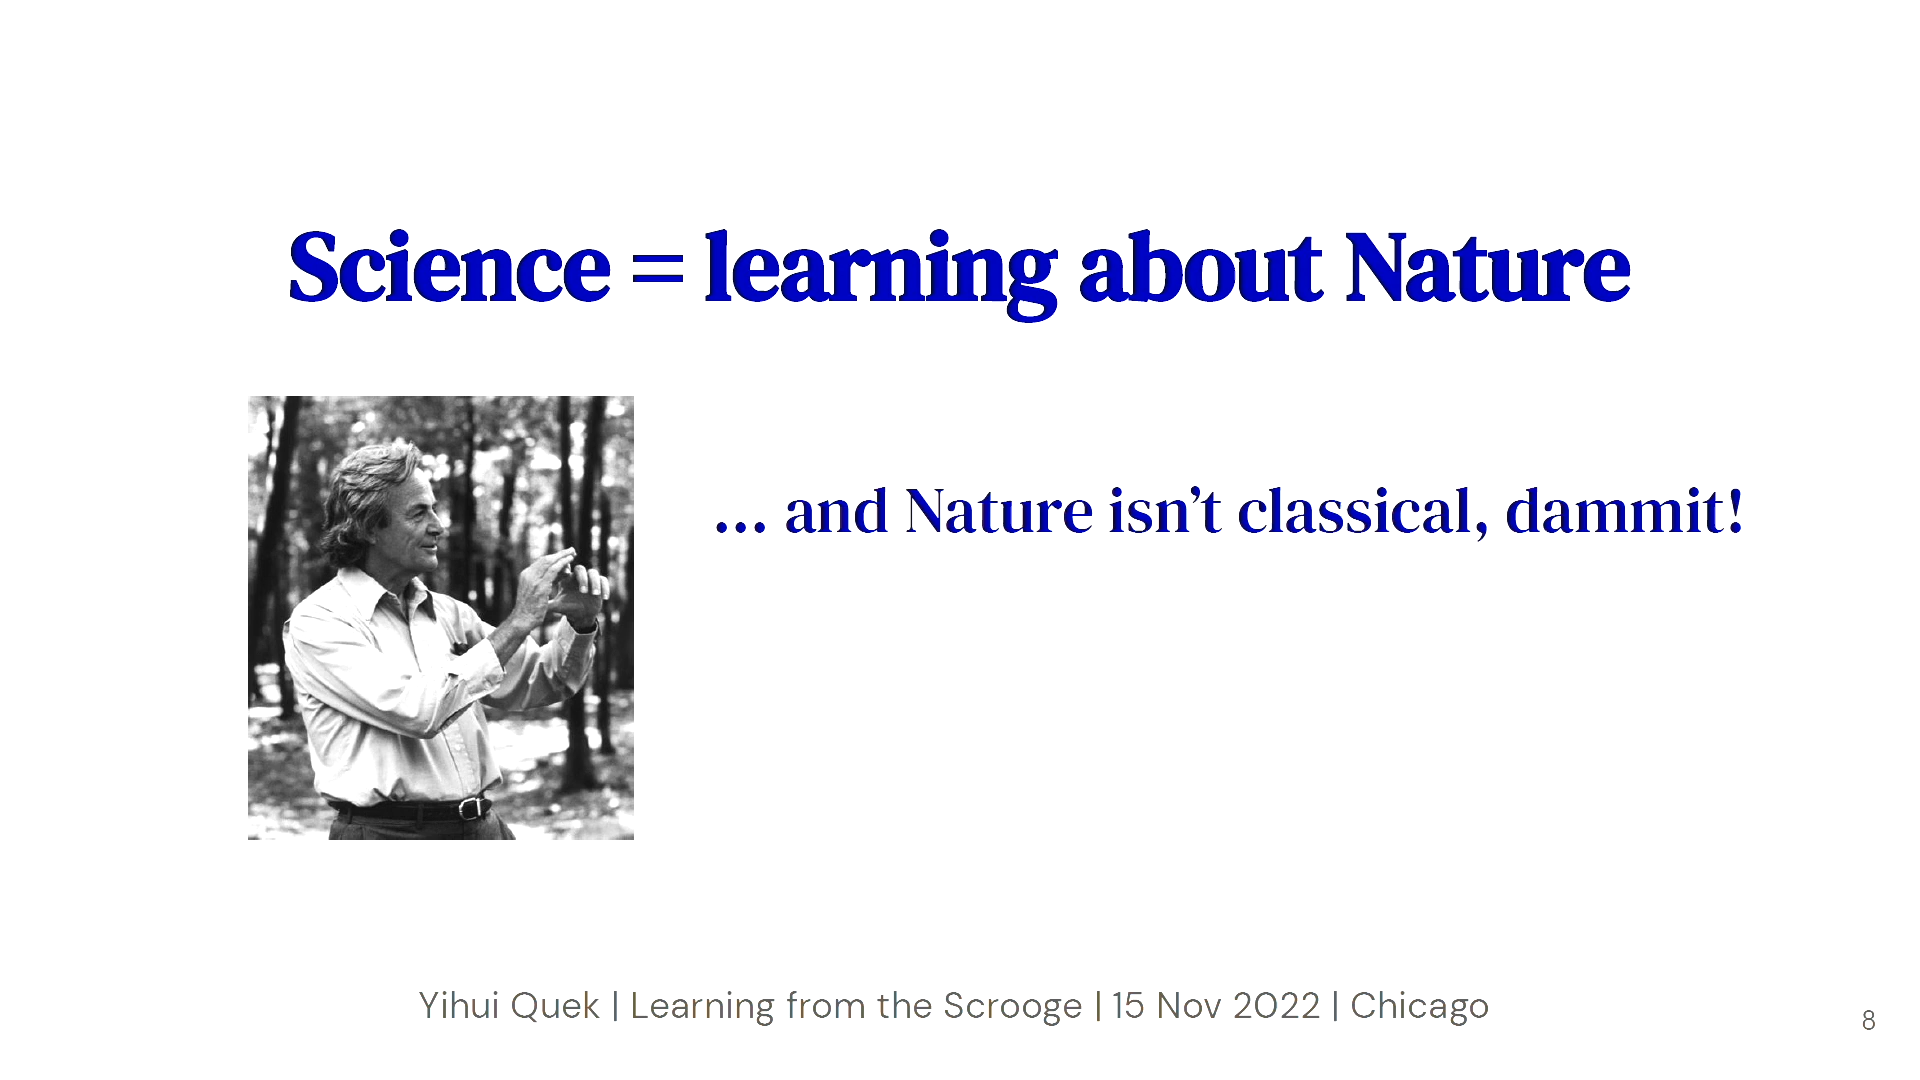 Science = learning about Nature
... and Nature isn’t classical, dammit!
Yihui Quek | Learning from the Scrooge | 15 Nov 2022 | Chicago
8